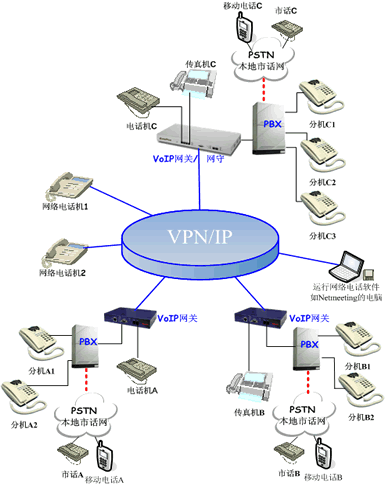 移动电话C
市话C
PSTN
本地市话网
传真机C
电话机C
PBX
分机C1
VoIP网关/ 网守
分机C2
分机C3
网络电话机1
VPN/IP
网络电话机2
运行网络电话软件
如Netmeeting的电脑
VoIP网关
VoIP网关
PBX
分机A1
电话机A
分机A2
PSTN
本地市话网
市话A
移动电话A
PBX
分机B1
传真机B
分机B2
PSTN
本地市话网
市话B
移动电话B